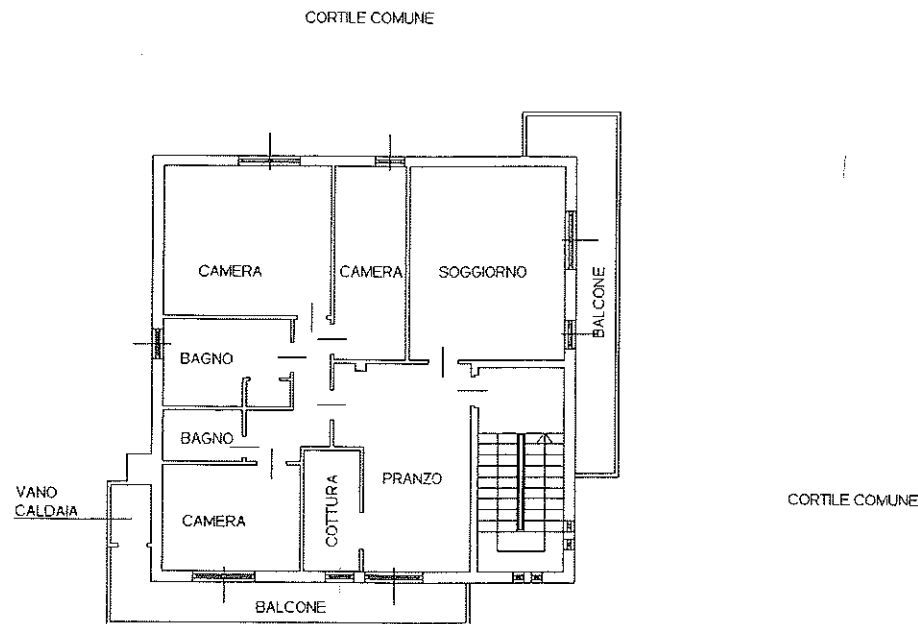 CORTILE COMUNE
CAMERA
CAMERA
SOGGIORNO
BALCONE
BAGNO
BAGNO
PRANZO
COTTURA
VANO
CALDAIA
CAMERA
CORTILE COMUNE
BALCONE